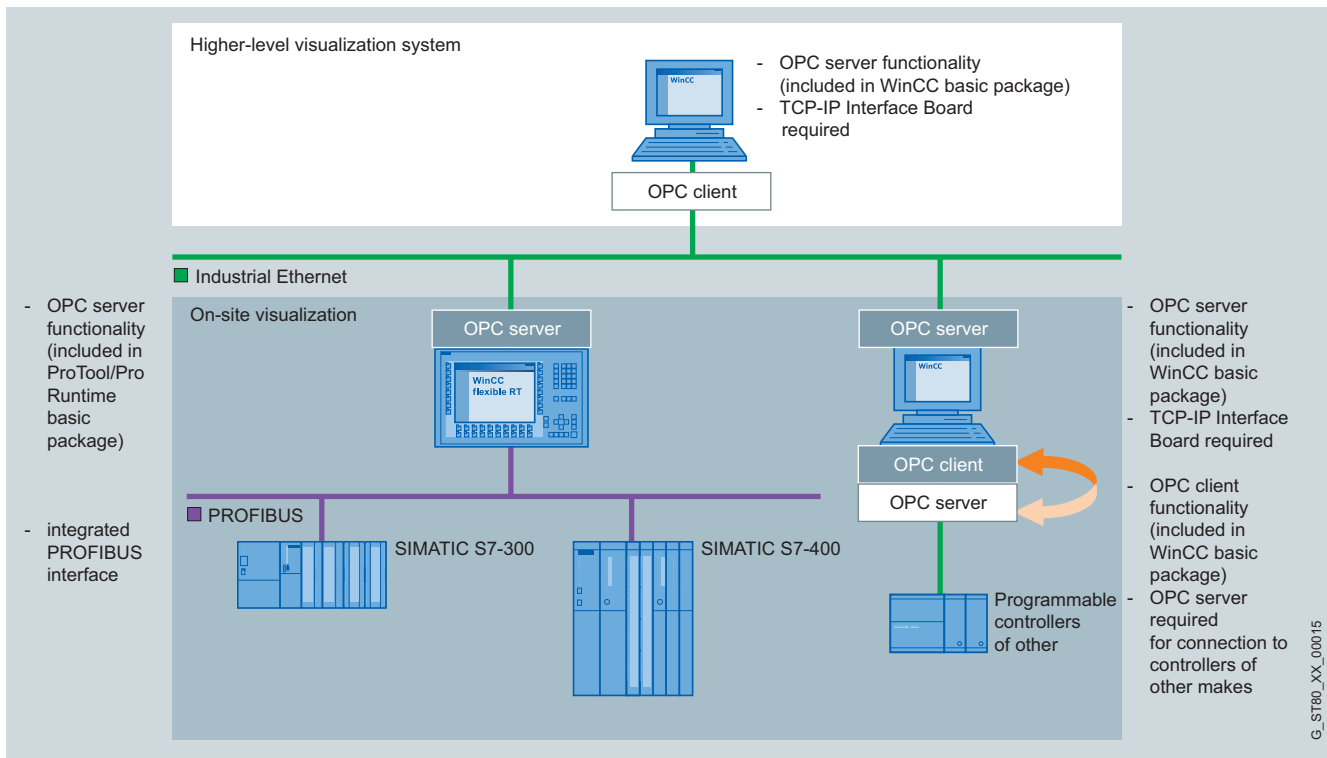 Higher-level visualization system
WinCC
- OPC server functionality
(included in WinCC basic package)
- TCP-IP Interface Board
required
OPC client
Industrial Ethernet
- OPC server
functionality
(included in
ProTool/Pro
Runtime
basic
package)
- integrated
PROFIBUS
interface
On-site visualization
OPC server
WinCC
flexible RT
PROFIBUS
SIMATIC S7-300
SIMATIC S7-400
OPC server
WinCC
OPC client
OPC server
Programmable
controllers
of other
- OPC server
functionality
(included in
WinCC basic
package)
- TCP-IP Interface
Board required
- OPC client
functionality
(included in
WinCC basic
package)
- OPC server
required
for connection to
controllers of
other makes
G_ST80_XX_00015